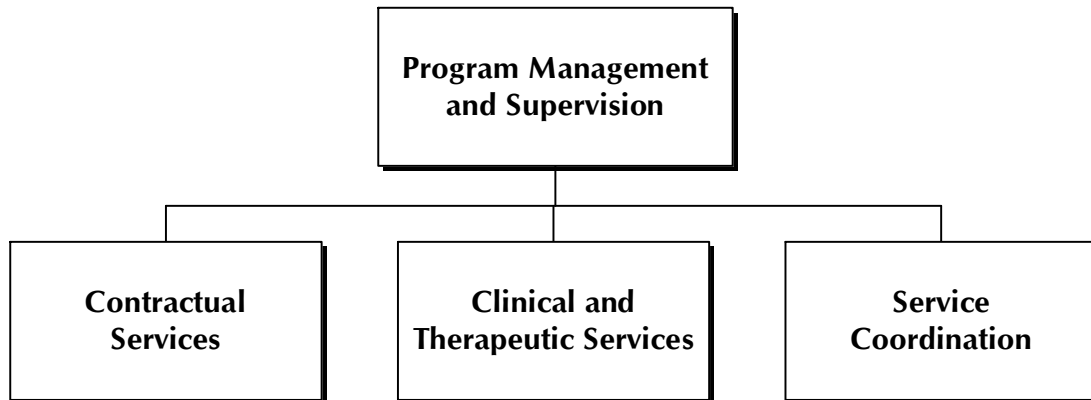 Program Management
and Supervision
Contractual
Services
Clinical and
Therapeutic Services
Service
Coordination